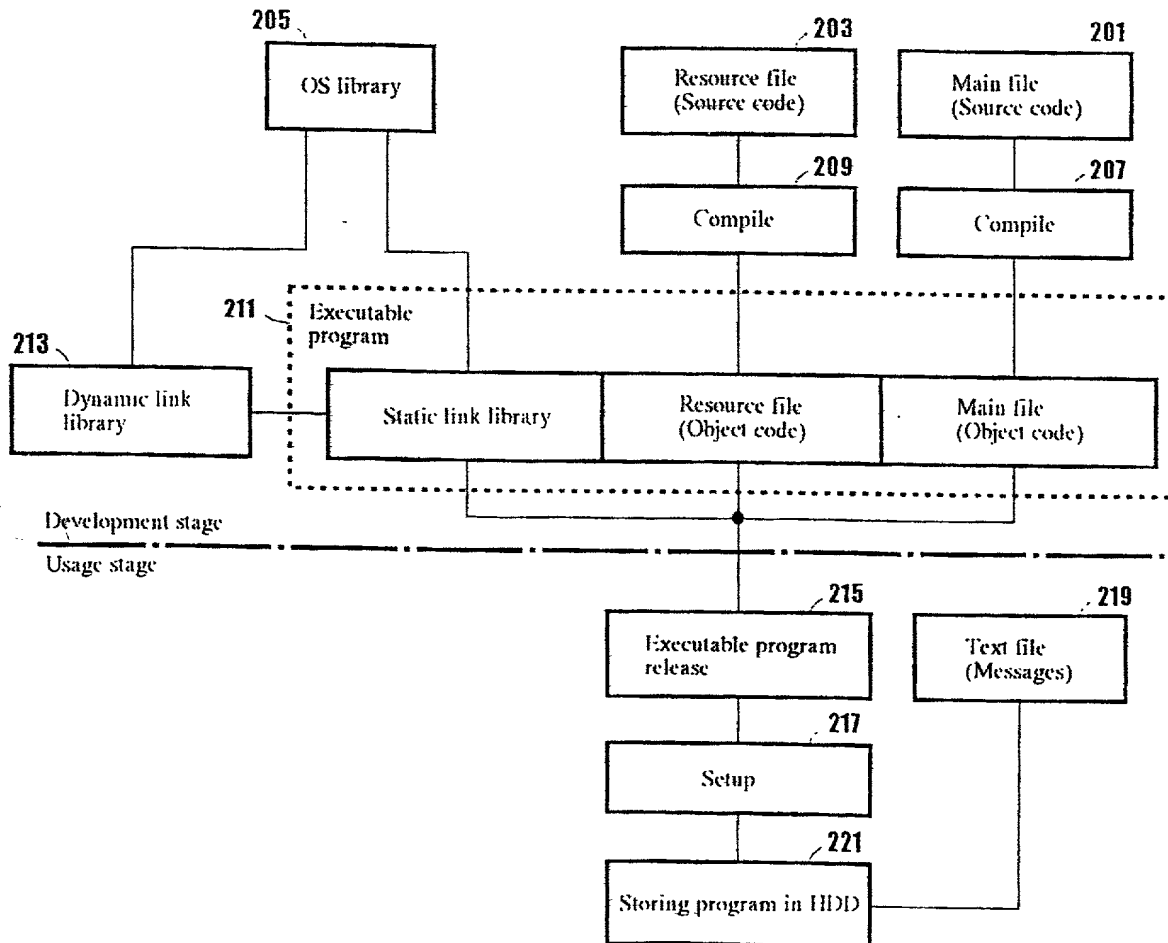 205
OS library
203
Resource file
(Source code)
201
Main file
(Source code)
209
Compile
207
Compile
211
Executable
program
213
Dynamic link
library
Static link library
Resource file
(Object code)
Main file
(Object code)
Development stage
Usage stage
215
Executable program
release
219
Text file
(Messages)
217
Setup
221
Storing program in HDD